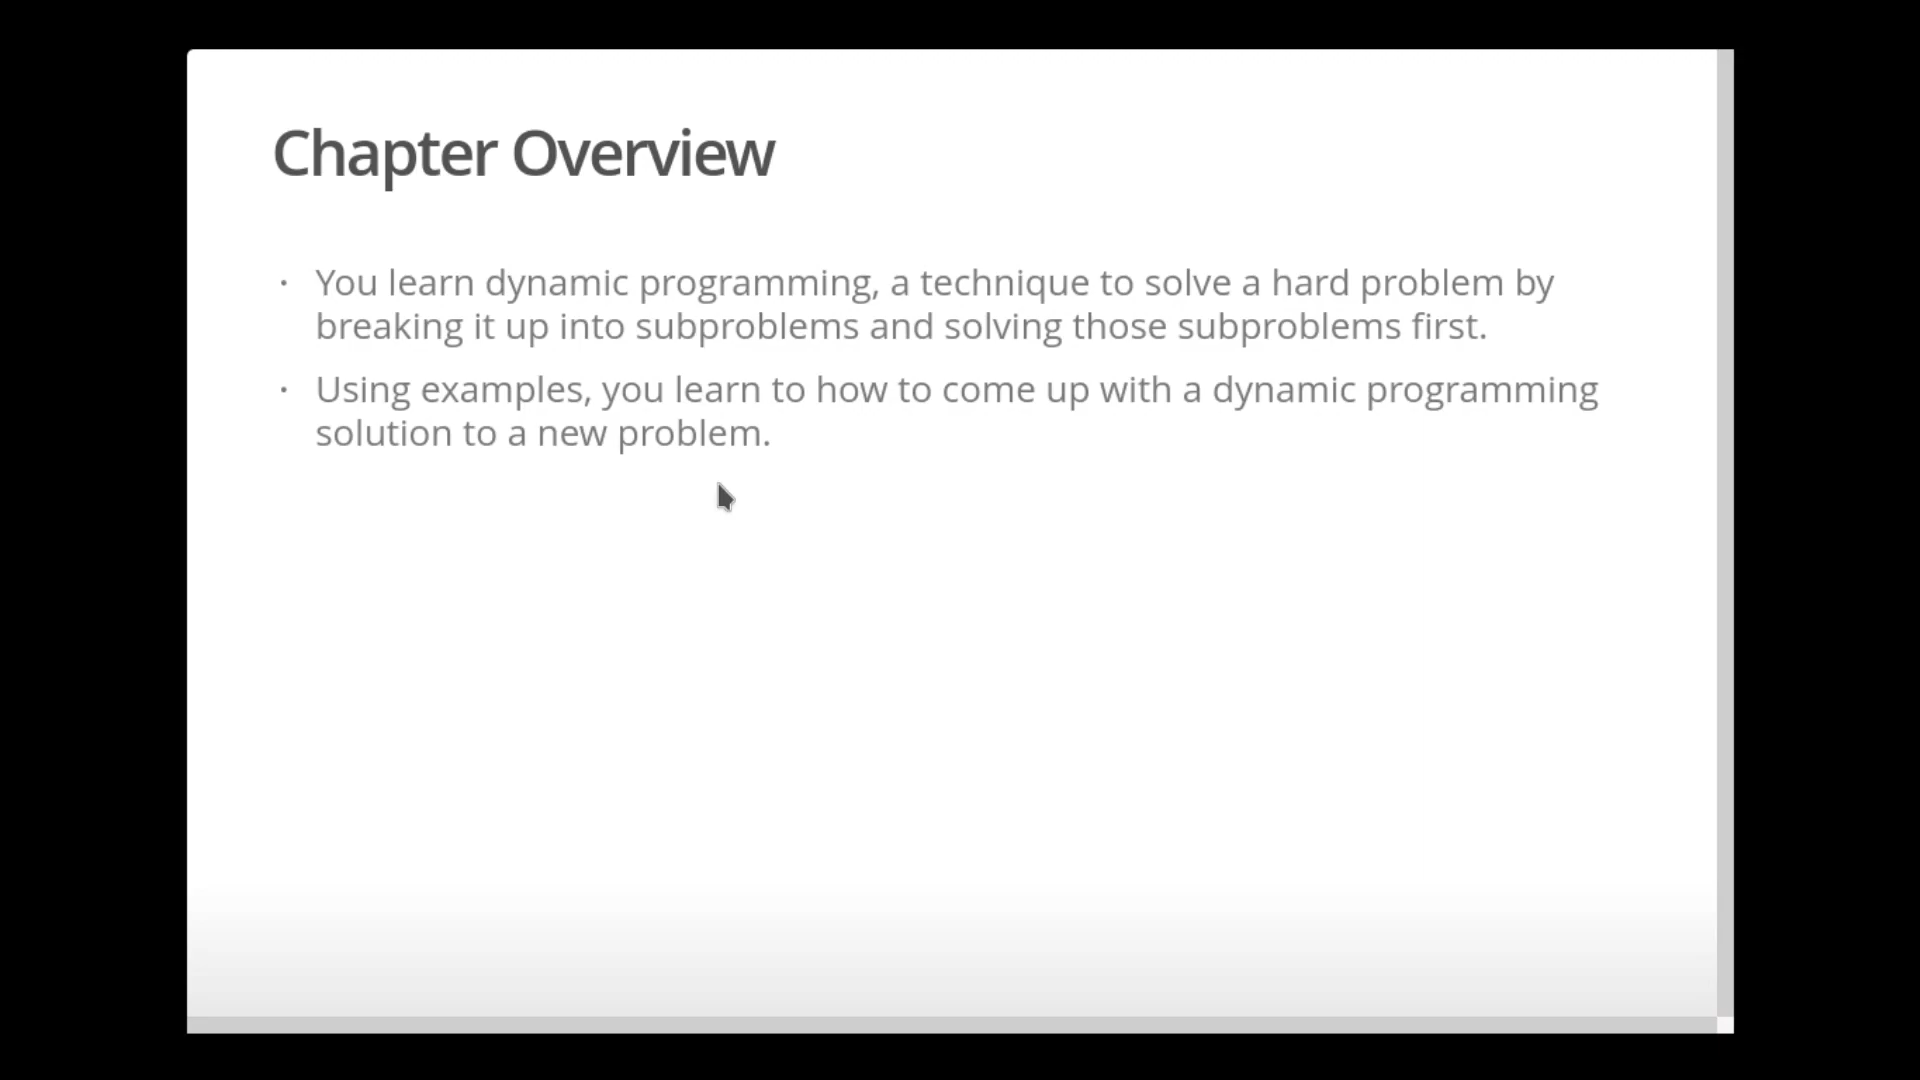 Chapter Overview
· You learn dynamic programming, a technique to solve a hard problem by
breaking it up into subproblems and solving those subproblems first.
· Using examples, you learn to how to come up with a dynamic programming
solution to a new problem.